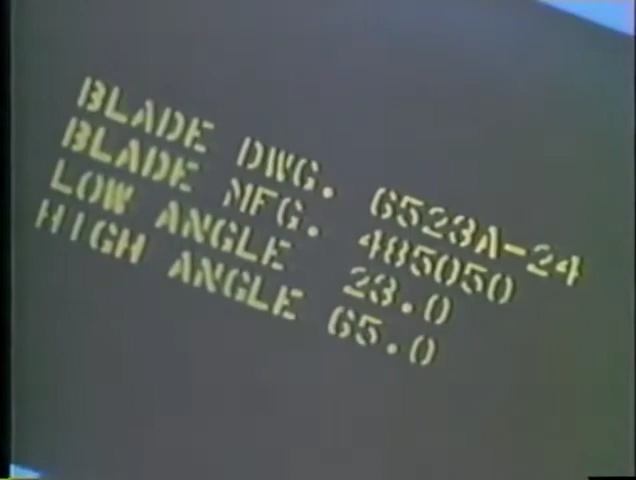 BLADE DWG. 6523A-24
BLADE MFG. 485050
LOW ANGLE 23.0
HIGH ANGLE 65.0